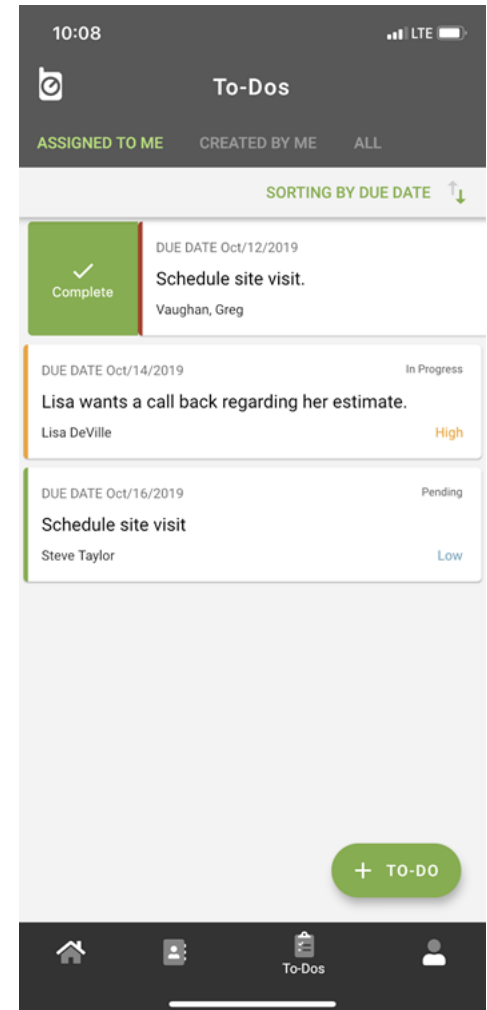 10:08
LTE
To-Dos
ASSIGNED TO ME CREATED BY ME ALL
SORTING BY DUE DATE
Complete
DUE DATE Oct/12/2019
Schedule site visit.
Vaughan, Greg
DUE DATE Oct/14/2019 In Progress
Lisa wants a call back regarding her estimate.
Lisa DeVille High
DUE DATE Oct/16/2019 Pending
Schedule site visit
Steve Taylor Low
+ TO-DO
To-Dos